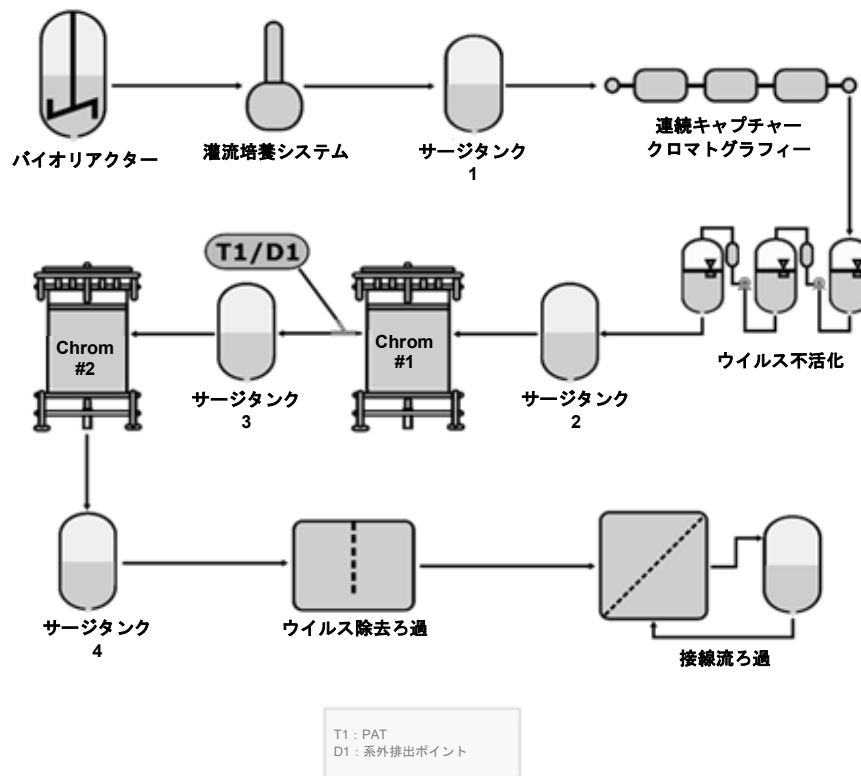 バイオリアクター
灌流培養システム
サージタンク
1
連続キャプチャー
クロマトグラフィー
T1/D1
Chrom
#2
サージタンク
3
Chrom
#1
サージタンク
2
ウイルス不活化
サージタンク
4
ウイルス除去ろ過
接線流ろ過
T1：PAT
D1：系外排出ポイント